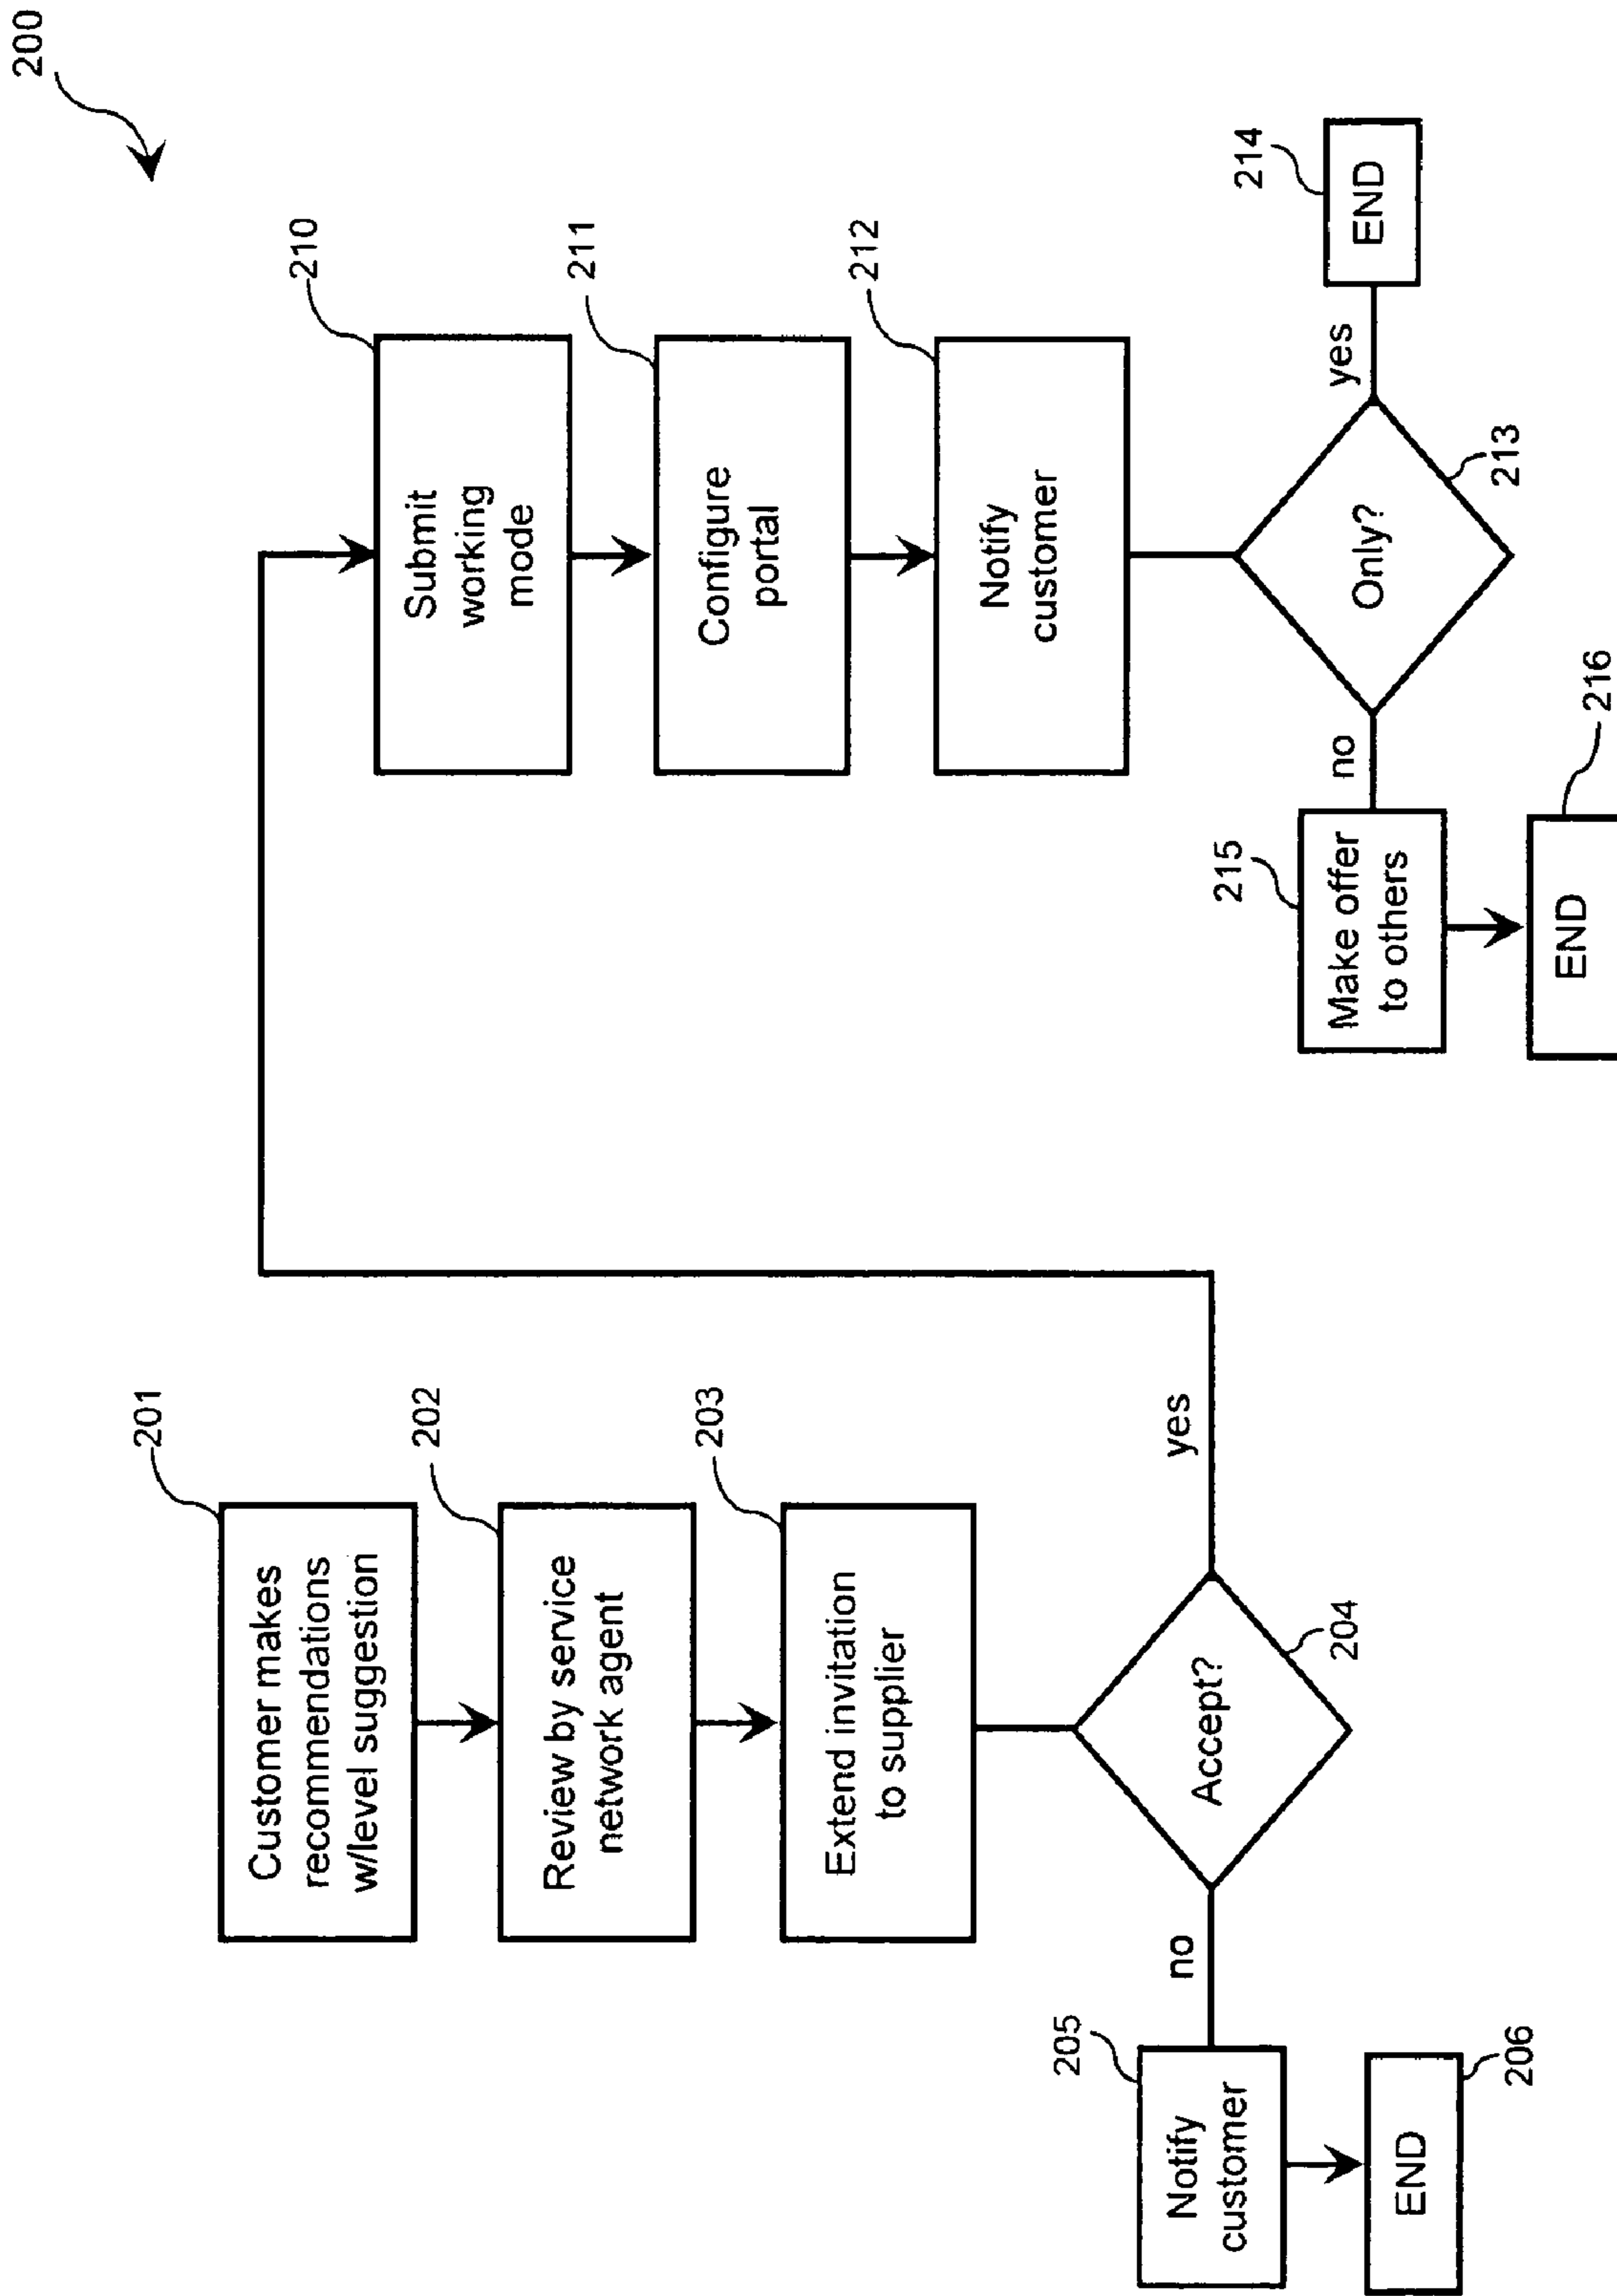 200
201
Customer makes
recommendations
w/level suggestion
202
Review by service
network agent
203
Extend invitation
to supplier
Accept?
204
no
yes
205
Notify
customer
END
206
210
Submit
working
mode
211
Configure
portal
212
Notify
customer
Only?
213
yes
214
END
no
215
Make offer
to others
216
END